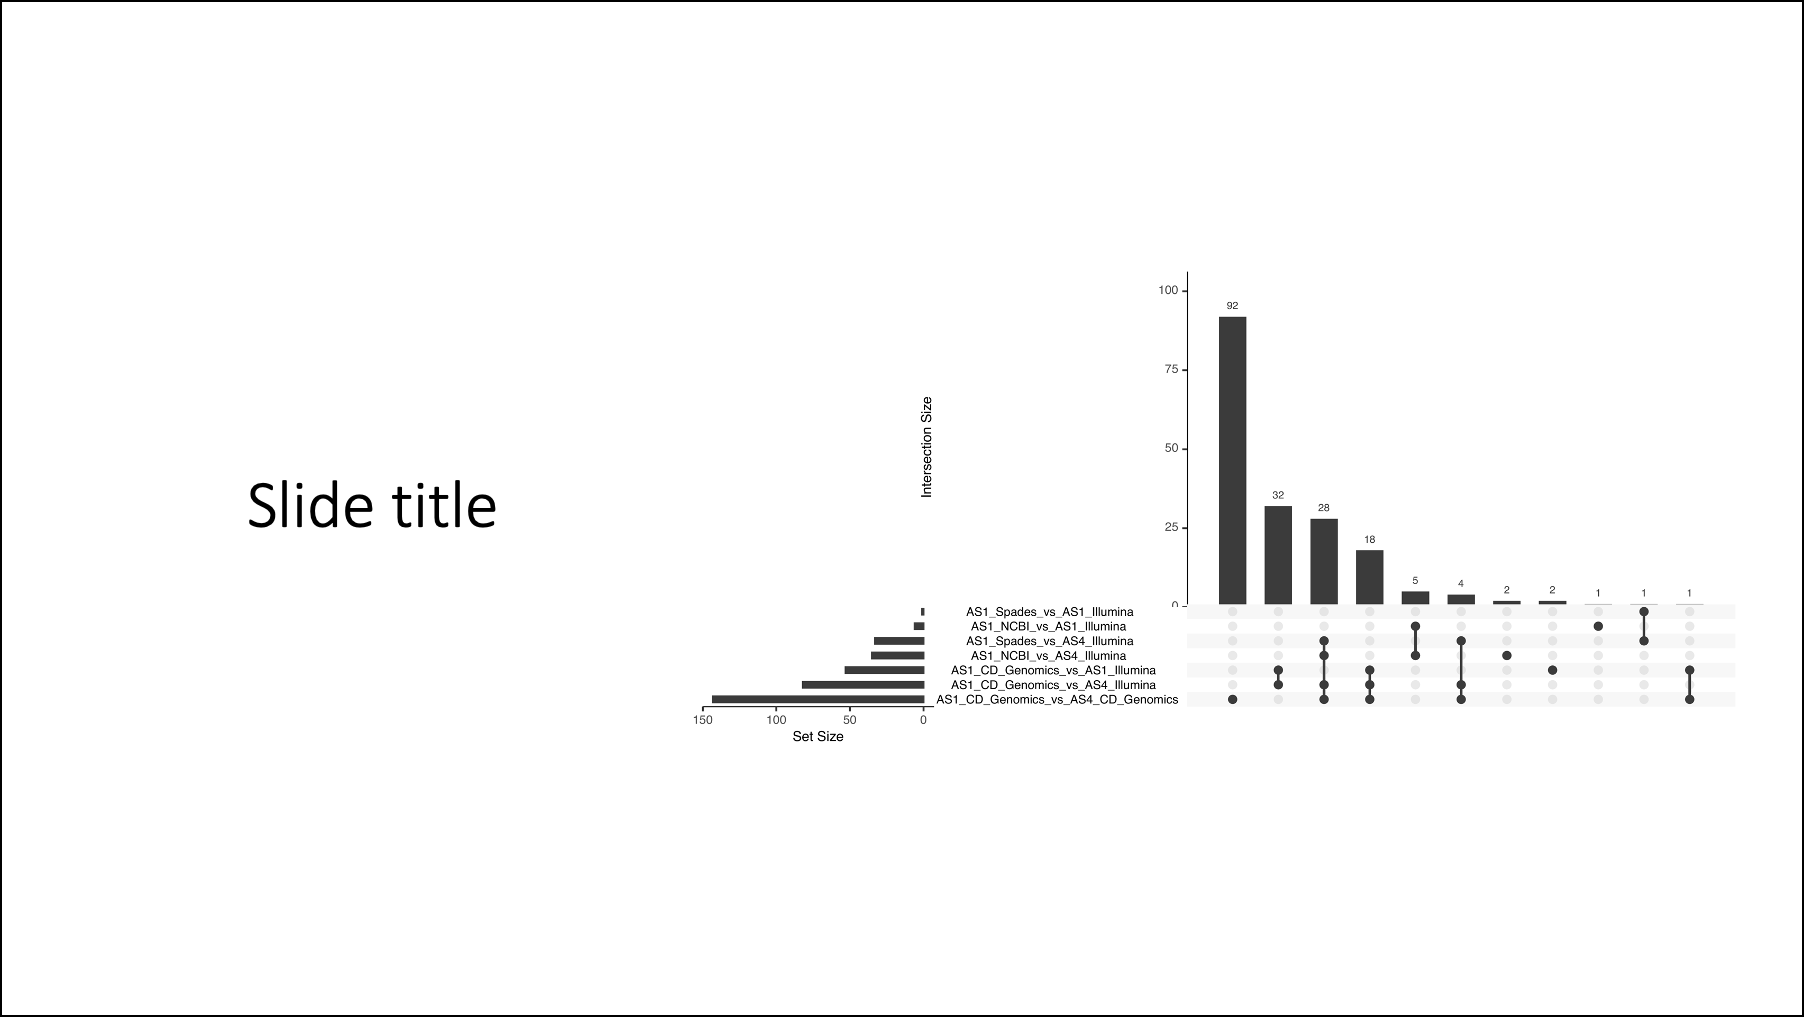 Slide title
Intersection Size
100
75
50
25
0
92
32
28
18
5
4
2
2
1
1
1
AS1_Spades_vs_AS1_Illumina
AS1_NCBI_vs_AS1_Illumina
AS1_Spades_vs_AS4_Illumina
AS1_NCBI_vs_AS4_Illumina
AS1_CD_Genomics_vs_AS1_Illumina
AS1_CD_Genomics_vs_AS4_Illumina
AS1_CD_Genomics_vs_AS4_CD_Genomics
150 100 50 0
Set Size